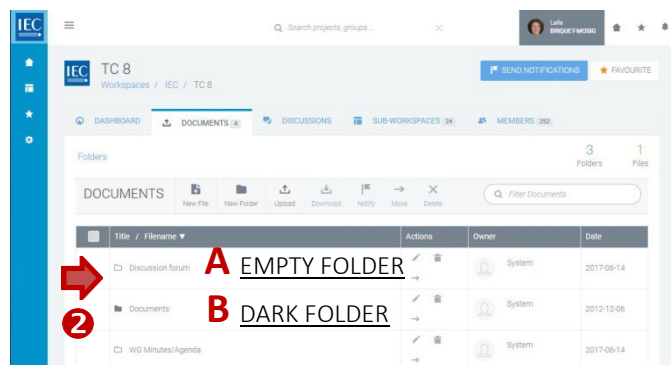 IEC
Search projects, groups ...
Leila
BRIQUET-MOSIG
IEC
TC 8
Workspaces / IEC / TC 8
SEND NOTIFICATIONS
FAVOURITE
DASHBOARD
DOCUMENTS 4
DISCUSSIONS
SUB-WORKSPACES 24
MEMBERS 252
Folders
3
Folders
1
Files
DOCUMENTS
New File
New Folder
Upload
Download
Notify
Move
Delete
Filter Documents
Title / Filename ▼
Actions
Owner
Date
Discussion forum
A EMPTY FOLDER
System
2017-06-14
2
Documents
B DARK FOLDER
System
2012-12-06
WG Minutes/Agenda
System
2017-06-14